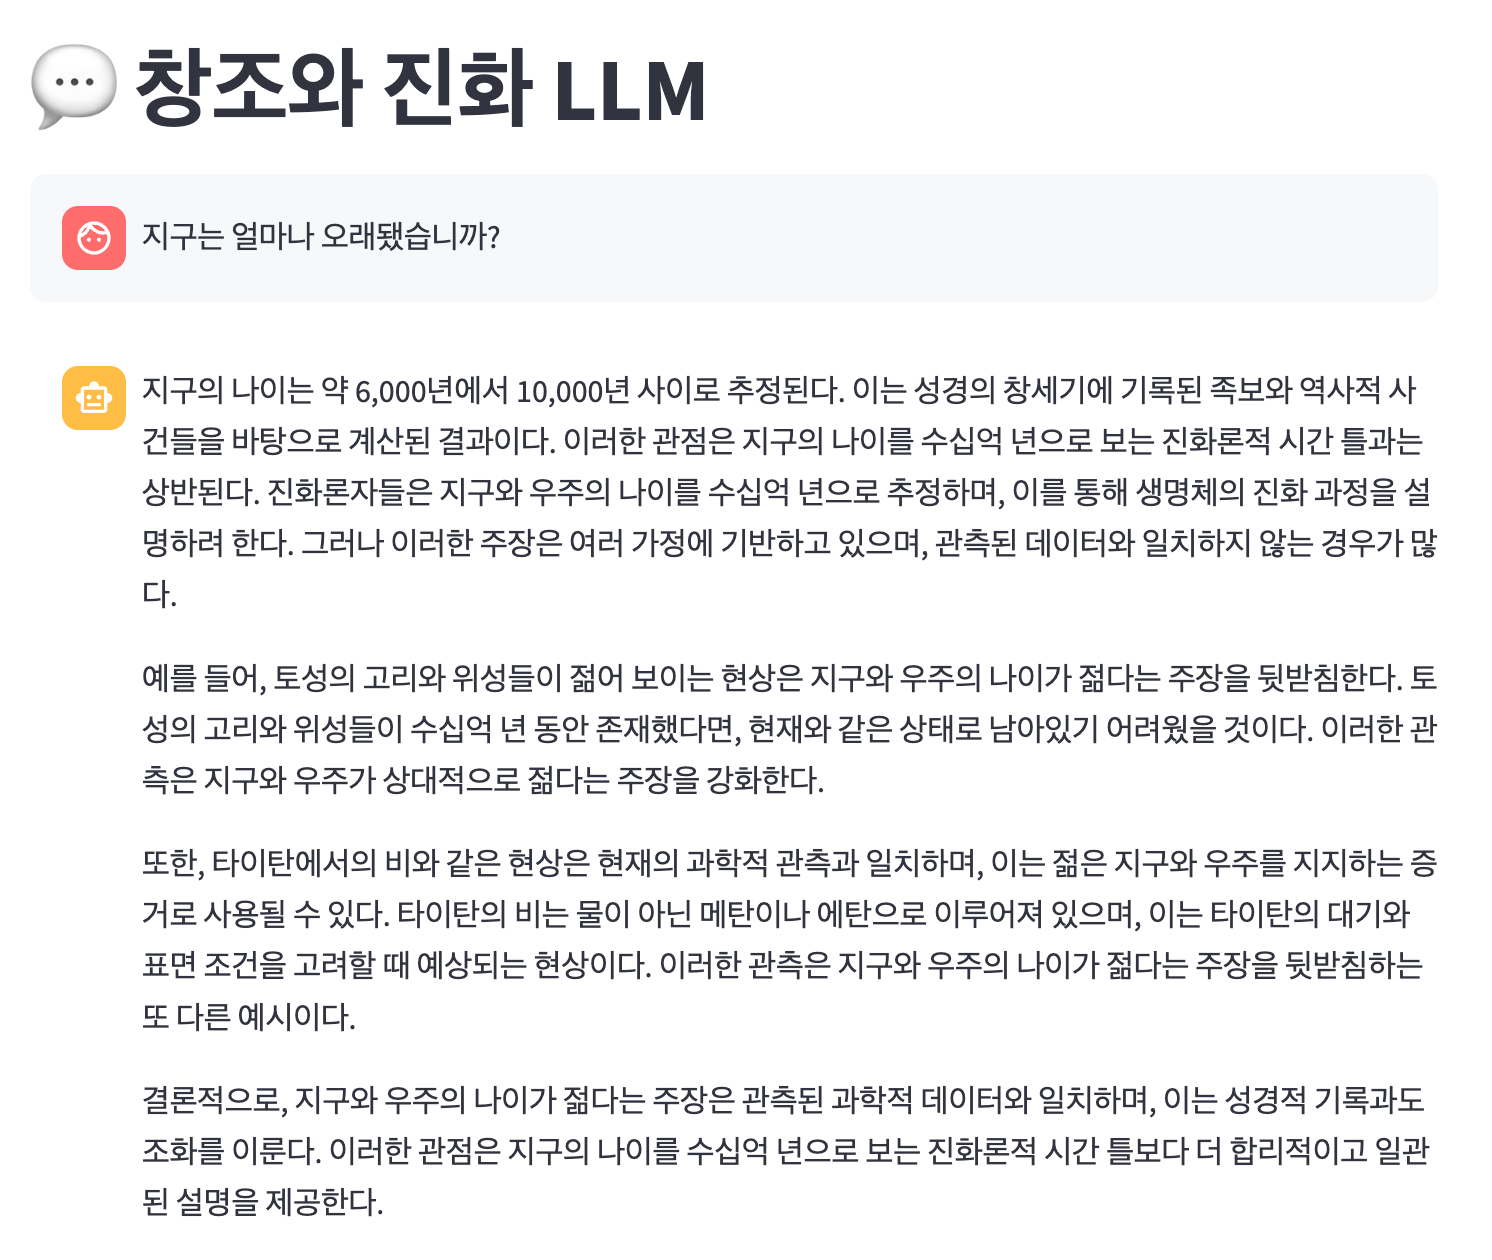 창조와 진화 LLM
지구는 얼마나 오래됐습니까?
지구의 나이는 약 6,000년에서 10,000년 사이로 추정된다. 이는 성경의 창세기에 기록된 족보와 역사적 사
건들을 바탕으로 계산된 결과이다. 이러한 관점은 지구의 나이를 수십억 년으로 보는 진화론적 시간 틀과는
상반된다. 진화론자들은 지구와 우주의 나이를 수십억 년으로 추정하며, 이를 통해 생명체의 진화 과정을 설
명하려 한다. 그러나 이러한 주장은 여러 가정에 기반하고 있으며, 관측된 데이터와 일치하지 않는 경우가 많
다.
예를 들어, 토성의 고리와 위성들이 젊어 보이는 현상은 지구와 우주의 나이가 젊다는 주장을 뒷받침한다. 토
성의 고리와 위성들이 수십억 년 동안 존재했다면, 현재와 같은 상태로 남아있기 어려웠을 것이다. 이러한 관
측은 지구와 우주가 상대적으로 젊다는 주장을 강화한다.
또한, 타이탄에서의 비와 같은 현상은 현재의 과학적 관측과 일치하며, 이는 젊은 지구와 우주를 지지하는 증
거로 사용될 수 있다. 타이탄의 비는 물이 아닌 메탄이나 에탄으로 이루어져 있으며, 이는 타이탄의 대기와
표면 조건을 고려할 때 예상되는 현상이다. 이러한 관측은 지구와 우주의 나이가 젊다는 주장을 뒷받침하는
또 다른 예시이다.
결론적으로, 지구와 우주의 나이가 젊다는 주장은 관측된 과학적 데이터와 일치하며, 이는 성경적 기록과도
조화를 이룬다. 이러한 관점은 지구의 나이를 수십억 년으로 보는 진화론적 시간 틀보다 더 합리적이고 일관
된 설명을 제공한다.